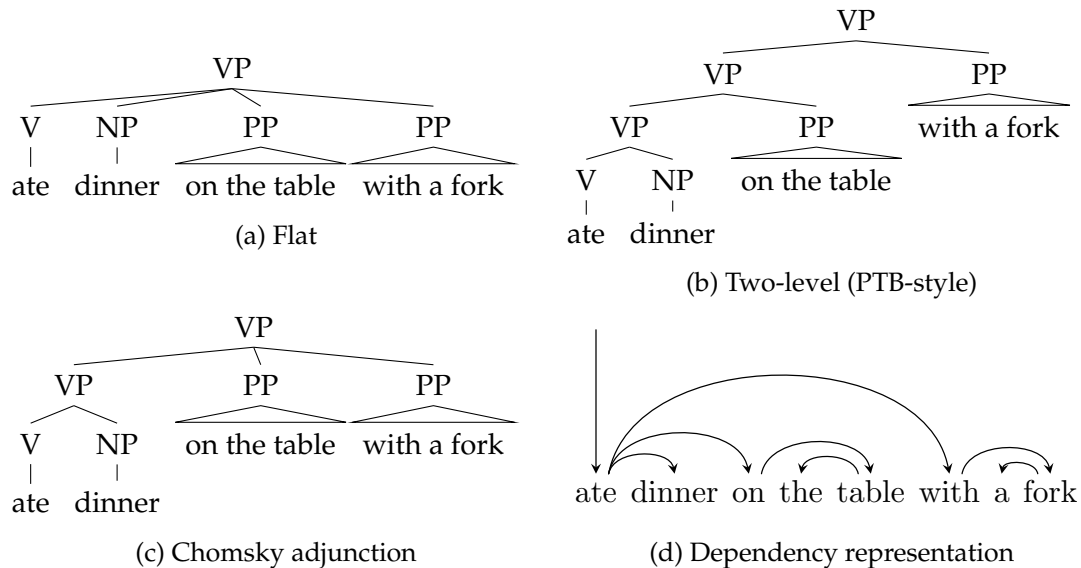 VP
V NP PP PP
ate dinner on the table with a fork
(a) Flat
VP
VP PP
VP PP with a fork
V NP on the table
ate dinner
(b) Two-level (PTB-style)
VP
VP PP PP
V NP on the table with a fork
ate dinner
(c) Chomsky adjunction
ate dinner on the table with a fork
(d) Dependency representation